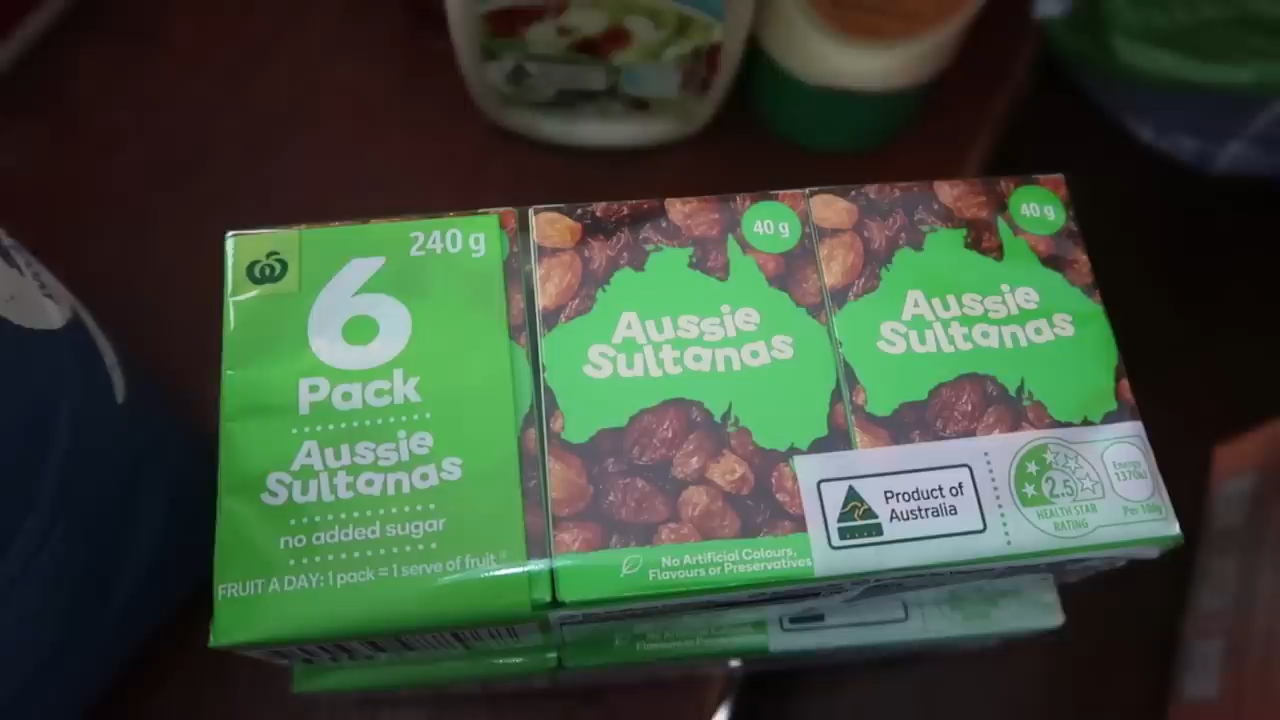 240 g
6
Pack
Aussie
Sultanas
no added sugar
FRUIT A DAY: 1 pack = 1 serve of fruit
40 g
Aussie
Sultanas
No Artificial Colours,
Flavours or Preservatives
40 g
Aussie
Sultanas
Product of
Australia
2.5
HEALTH STAR
RATING
Energy
1370kJ
Per 100g